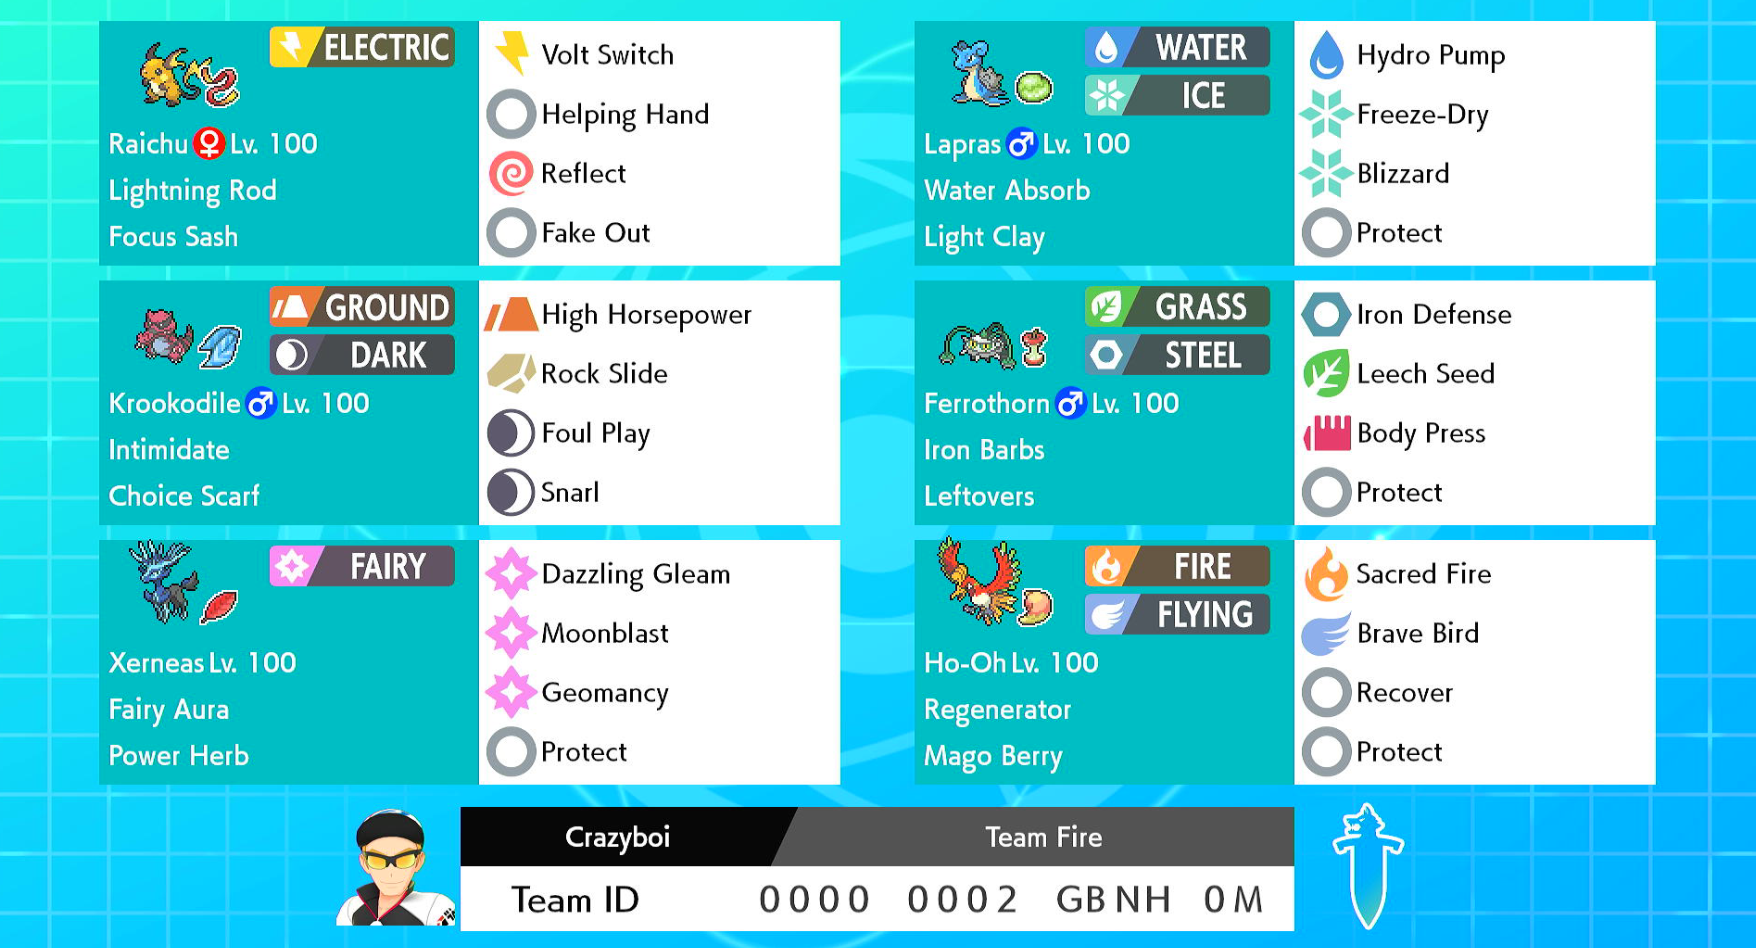 ELECTRIC
Raichu ♀ Lv. 100
Lightning Rod
Focus Sash
Volt Switch
Helping Hand
Reflect
Fake Out
WATER
ICE
Lapras ♂ Lv. 100
Water Absorb
Light Clay
Hydro Pump
Freeze-Dry
Blizzard
Protect
GROUND
DARK
Krookodile ♂ Lv. 100
Intimidate
Choice Scarf
High Horsepower
Rock Slide
Foul Play
Snarl
GRASS
STEEL
Ferrothorn ♂ Lv. 100
Iron Barbs
Leftovers
Iron Defense
Leech Seed
Body Press
Protect
FAIRY
Xerneas Lv. 100
Fairy Aura
Power Herb
Dazzling Gleam
Moonblast
Geomancy
Protect
FIRE
FLYING
Ho-Oh Lv. 100
Regenerator
Mago Berry
Sacred Fire
Brave Bird
Recover
Protect
Crazyboi
Team Fire
Team ID 0000 0002 GBNH 0M